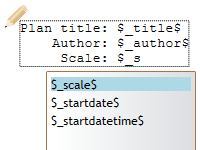 Plan title: $_title$
Author: $_author$
Scale: $_s
$_scale$
$_startdate$
$_startdatetime$